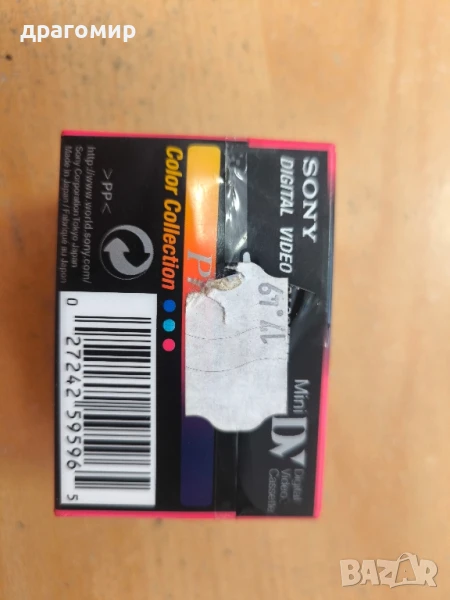 драгомир
SONY
DIGITAL VIDEO
Mini
DV
Digital
Video
Cassette
17.49
Color Collection
>PP<
http://www.world.sony.com/
Sony Corporation Tokyo Japan
Made in Japan / Fabriqué au Japon
0 27242 59596 5
BAZAR